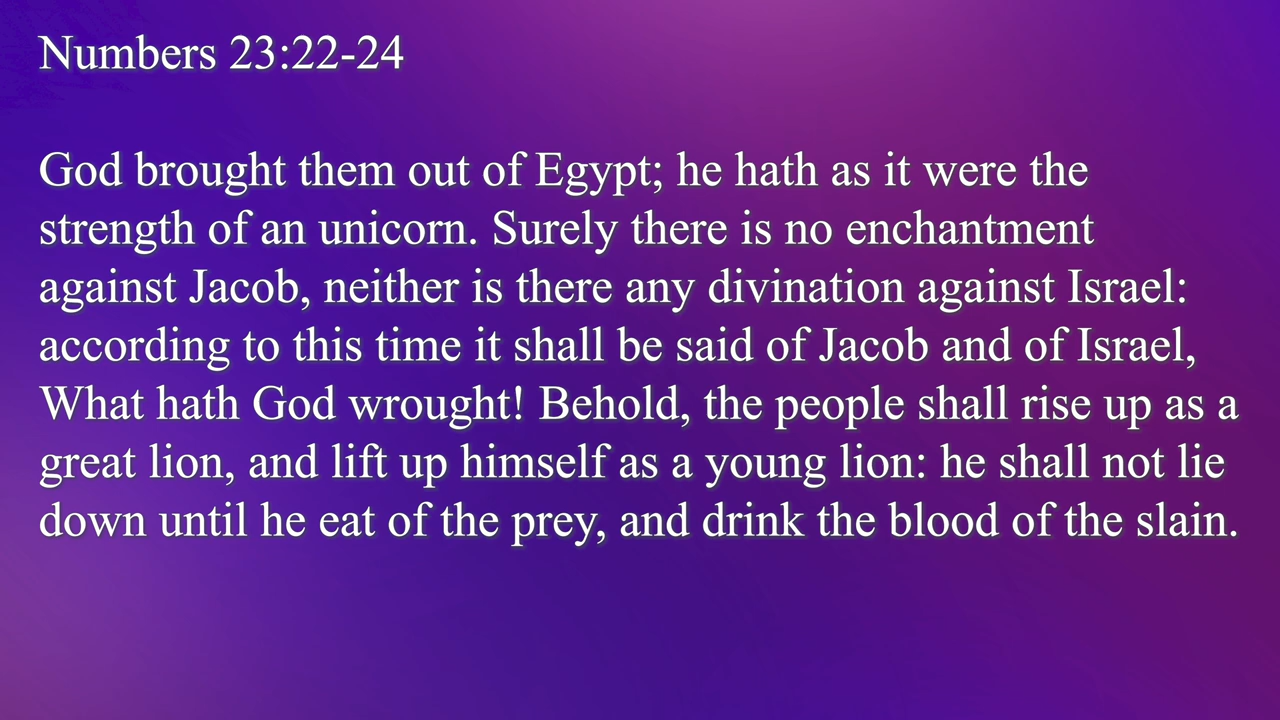 Numbers 23:22-24
God brought them out of Egypt; he hath as it were the
strength of an unicorn. Surely there is no enchantment
against Jacob, neither is there any divination against Israel:
according to this time it shall be said of Jacob and of Israel,
What hath God wrought! Behold, the people shall rise up as a
great lion, and lift up himself as a young lion: he shall not lie
down until he eat of the prey, and drink the blood of the slain.